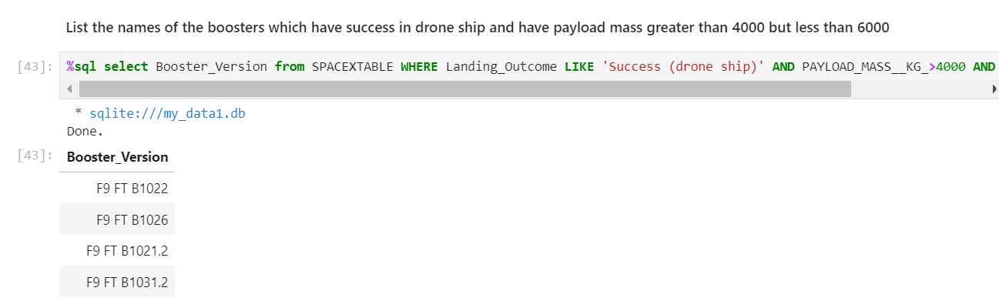 List the names of the boosters which have success in drone ship and have payload mass greater than 4000 but less than 6000
[43]: %sql select Booster_Version from SPACEXTABLE WHERE Landing_Outcome LIKE 'Success (drone ship)' AND PAYLOAD_MASS__KG_>4000 AND
* sqlite:///my_data1.db
Done.
[43]: Booster_Version
F9 FT B1022
F9 FT B1026
F9 FT B1021.2
F9 FT B1031.2